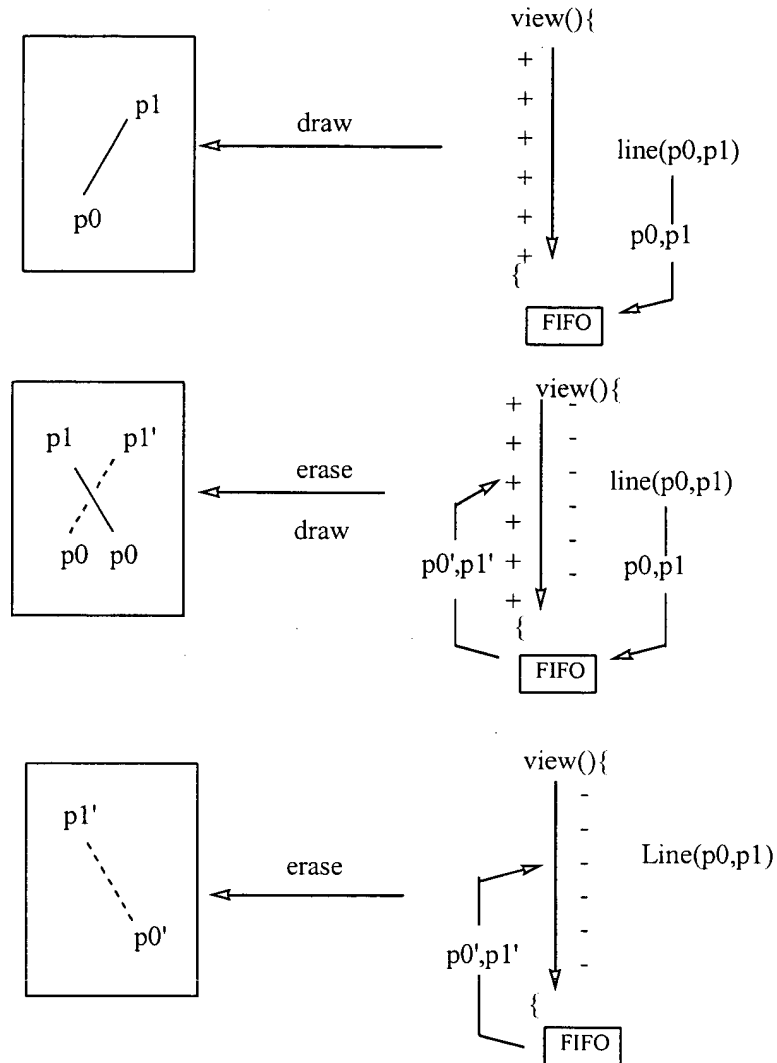 view(){
+
+
+
+
+
+
{
p1
p0
draw
line(p0,p1)
p0,p1
FIFO
view(){
+
+
+
+
+
+
-
-
-
-
-
-
{
p1 p1'
p0 p0
erase
draw
p0',p1'
line(p0,p1)
p0,p1
FIFO
view(){
-
-
-
-
-
-
{
p1'
p0'
erase
Line(p0,p1)
p0',p1'
FIFO